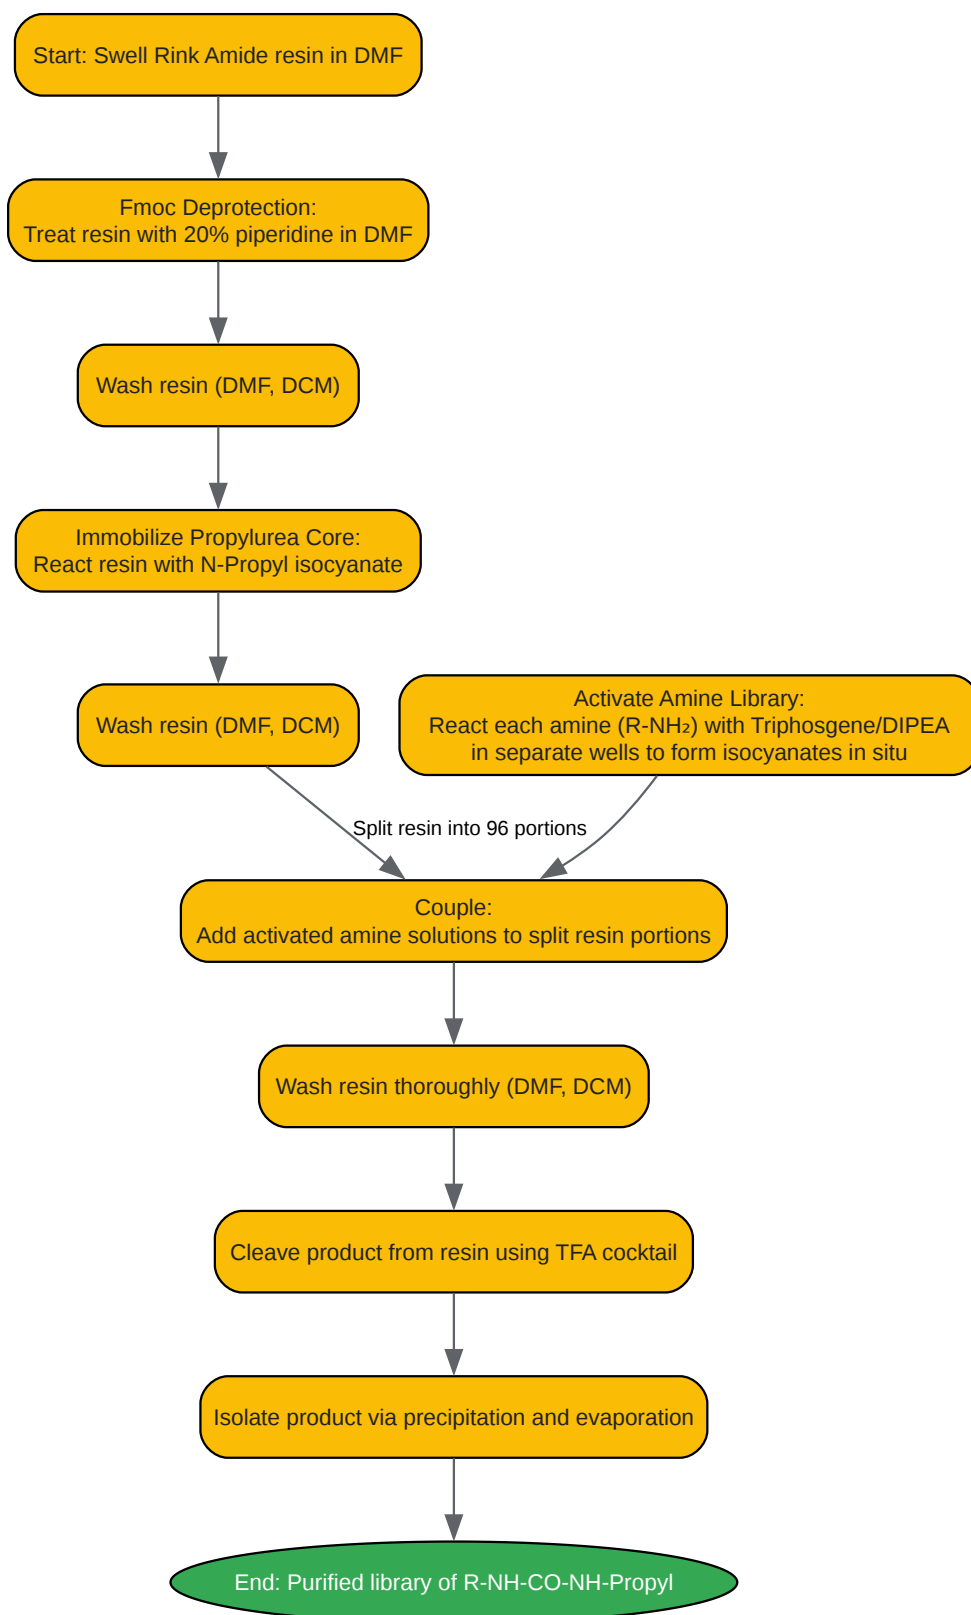 Start: Swell Rink Amide resin in DMF
Fmoc Deprotection:
Treat resin with 20% piperidine in DMF
Wash resin (DMF, DCM)
Immobilize Propylurea Core:
React resin with N-Propyl isocyanate
Wash resin (DMF, DCM)
Activate Amine Library:
React each amine (R-NH₂) with Triphosgene/DIPEA
in separate wells to form isocyanates in situ
Split resin into 96 portions
Couple:
Add activated amine solutions to split resin portions
Wash resin thoroughly (DMF, DCM)
Cleave product from resin using TFA cocktail
Isolate product via precipitation and evaporation
End: Purified library of R-NH-CO-NH-Propyl